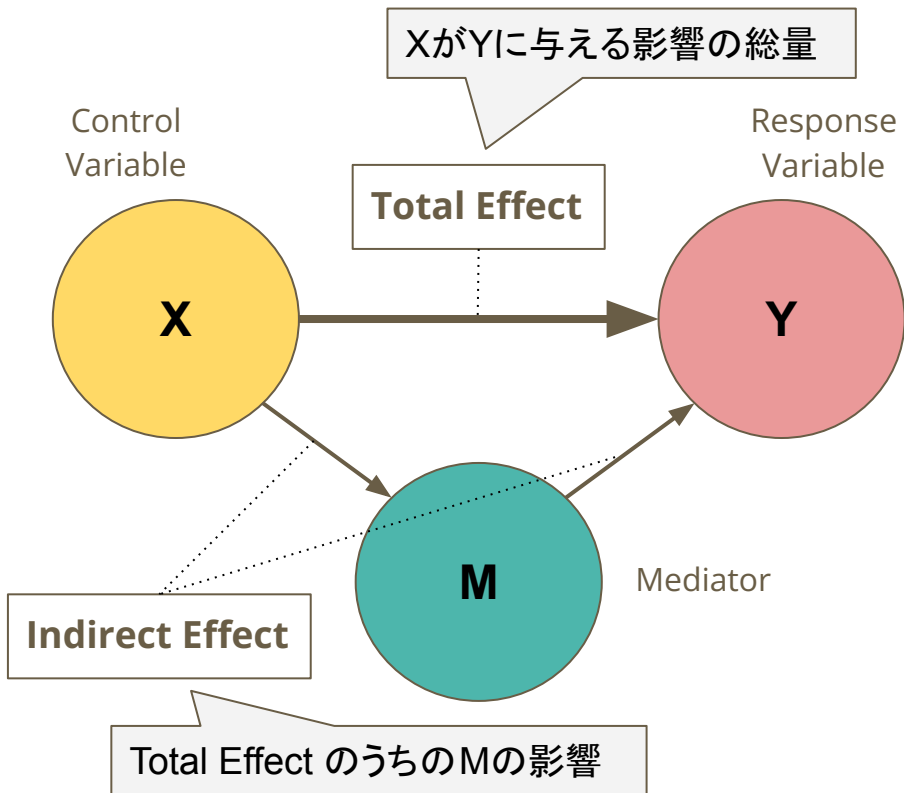 XがYに与える影響の総量
Control
Variable
Response
Variable
Total Effect
X
Y
M
Mediator
Indirect Effect
Total Effect のうちのMの影響